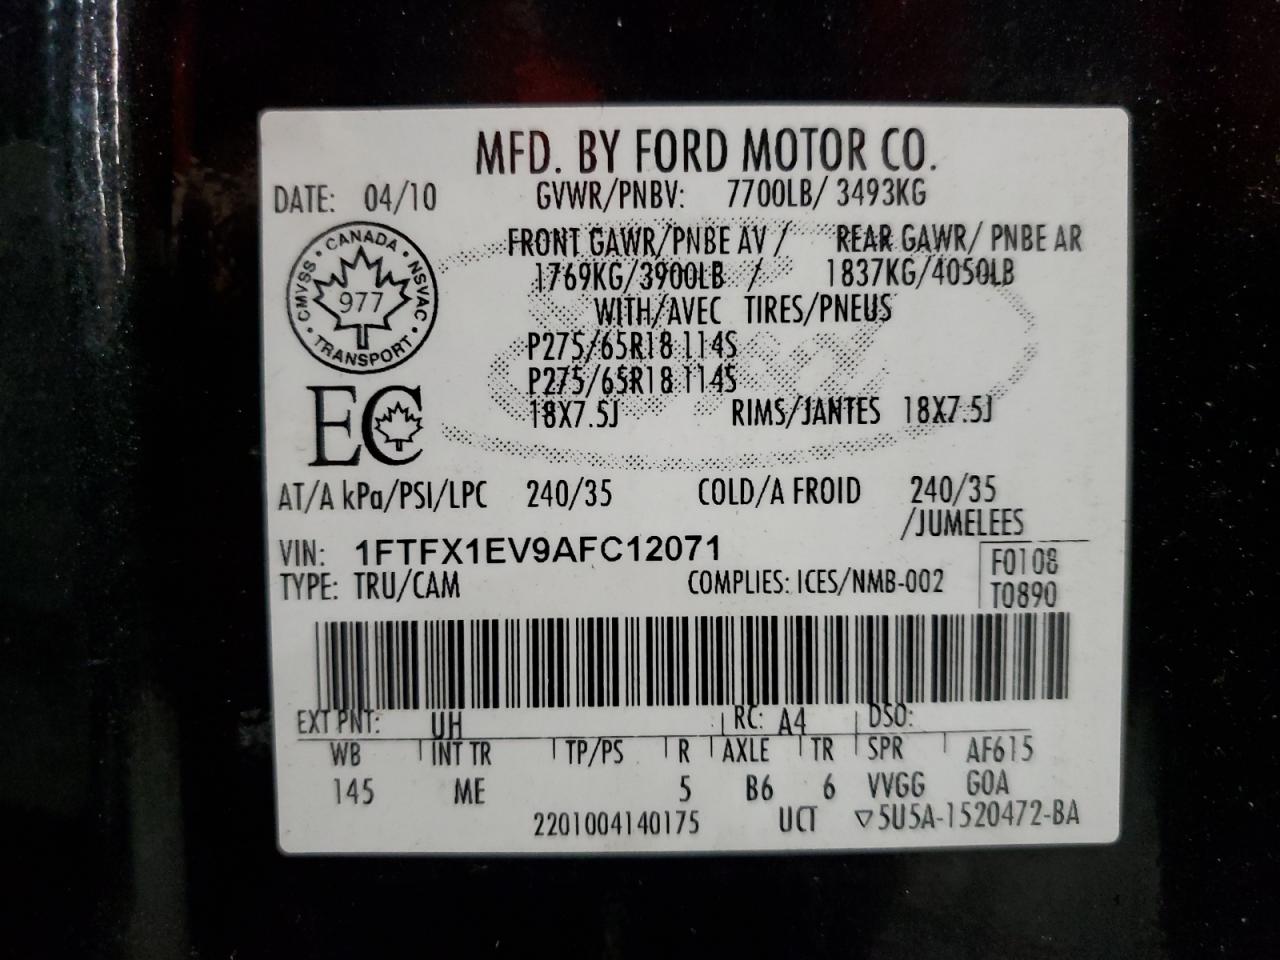 MFD. BY FORD MOTOR CO.
DATE: 04/10 GVWR/PNBV: 7700LB/ 3493KG
FRONT GAWR/PNBE AV / REAR GAWR/ PNBE AR
1769KG/3900LB / 1837KG/4050LB
WITH/AVEC TIRES/PNEUS
P275/65R18 114S
P275/65R18 114S
18X7.5J RIMS/JANTES 18X7.5J
CANADA
CMVSS NSVAC
977
TRANSPORT
EC
AT/A kPa/PSI/LPC 240/35 COLD/A FROID 240/35
/JUMELEES
VIN: 1FTFX1EV9AFC12071 F0108
TYPE: TRU/CAM COMPLIES: ICES/NMB-002 T0890
EXT PNT: UH RC: A4 DSO:
WB INT TR TP/PS R AXLE TR SPR AF615
145 ME 5 B6 6 VVGG GOA
2201004140175 UCT ▽5U5A-1520472-BA